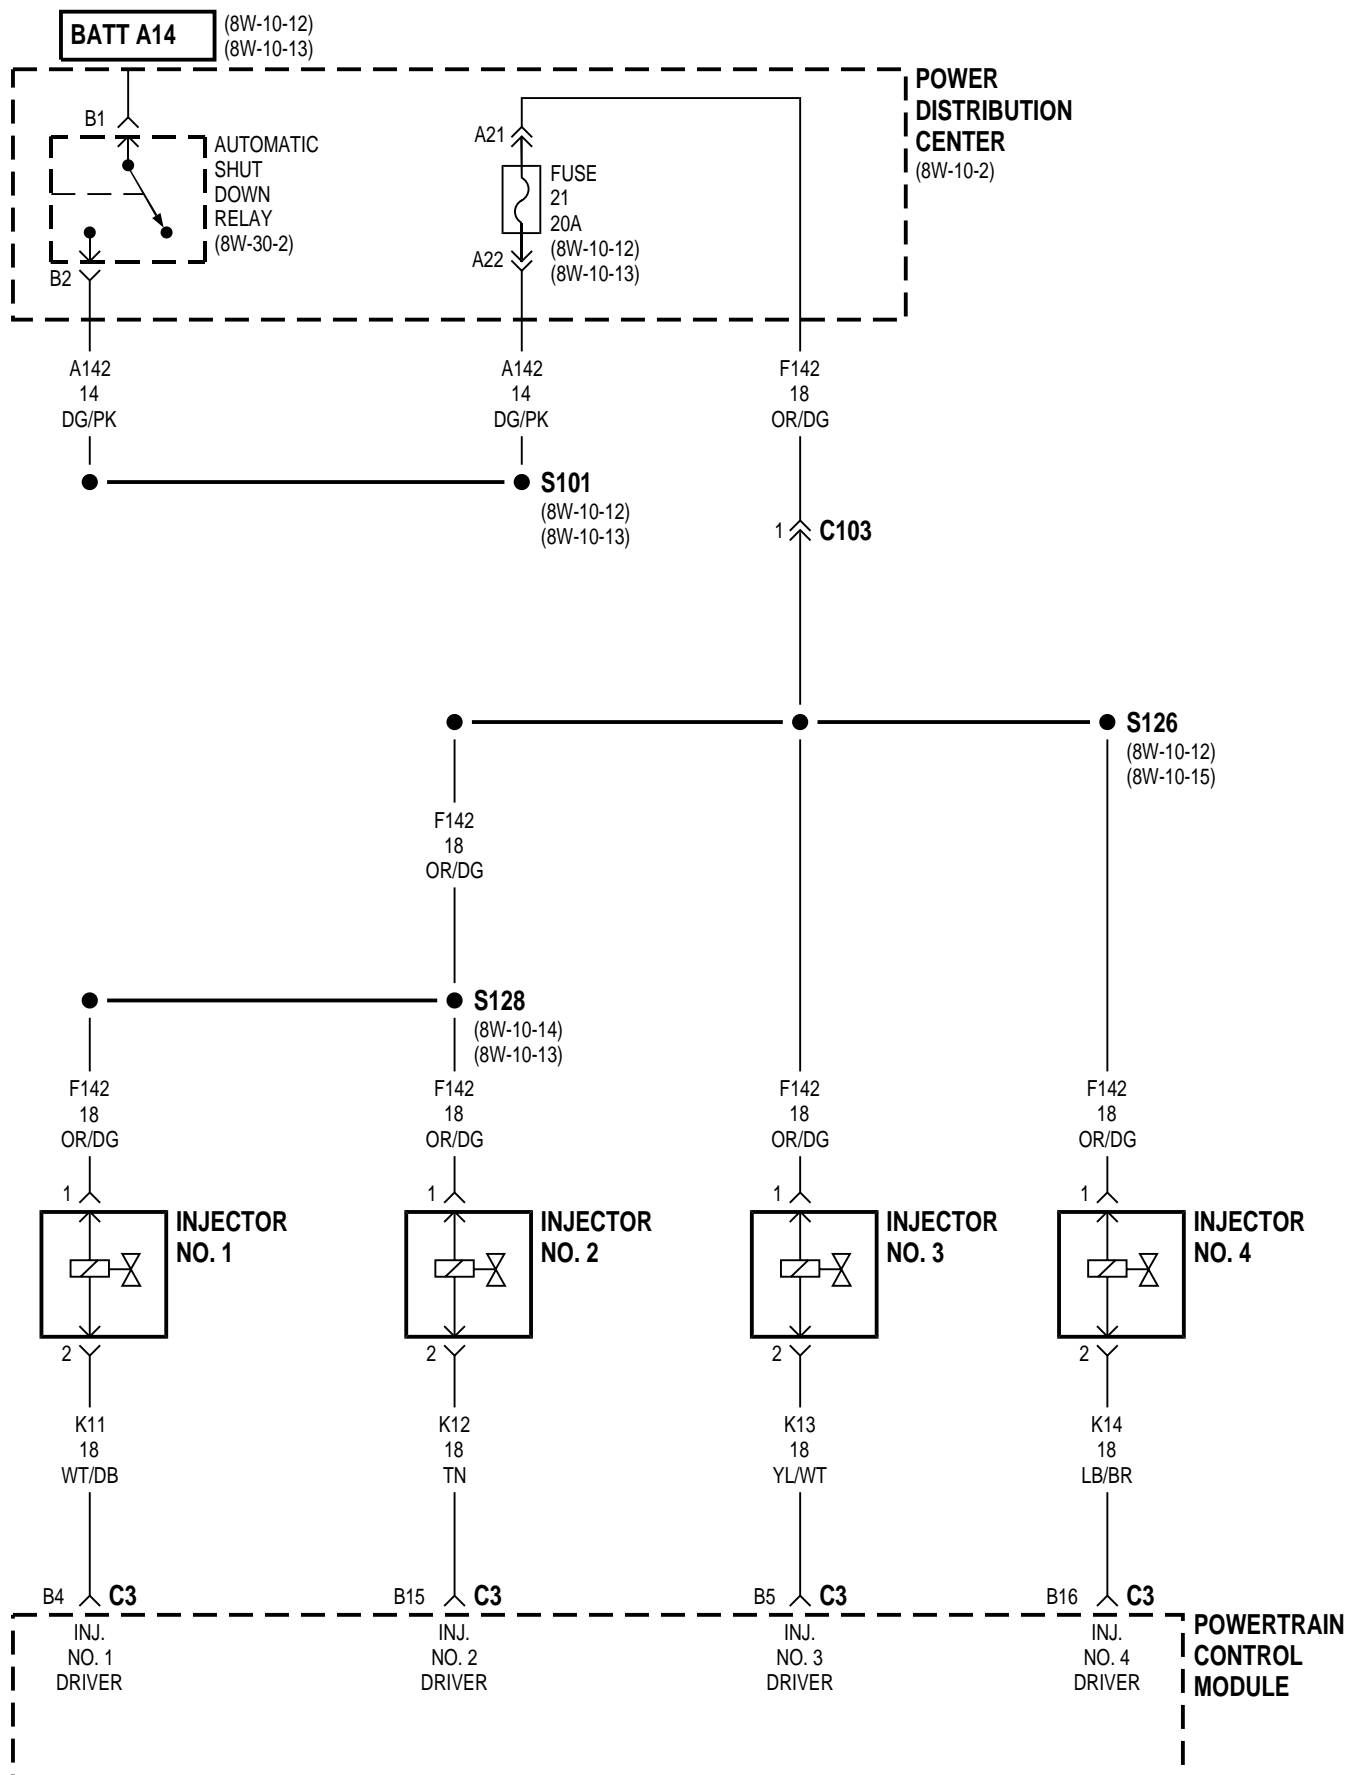 BATT A14
(8W-10-12)
(8W-10-13)
POWER
DISTRIBUTION
CENTER
(8W-10-2)
B1
AUTOMATIC
SHUT
DOWN
RELAY
(8W-30-2)
B2
A21
FUSE
21
20A
(8W-10-12)
(8W-10-13)
A22
A142
14
DG/PK
A142
14
DG/PK
F142
18
OR/DG
S101
(8W-10-12)
(8W-10-13)
1
C103
S126
(8W-10-12)
(8W-10-15)
F142
18
OR/DG
S128
(8W-10-14)
(8W-10-13)
F142
18
OR/DG
F142
18
OR/DG
F142
18
OR/DG
F142
18
OR/DG
1
INJECTOR
NO. 1
2
1
INJECTOR
NO. 2
2
1
INJECTOR
NO. 3
2
1
INJECTOR
NO. 4
2
K11
18
WT/DB
K12
18
TN
K13
18
YL/WT
K14
18
LB/BR
B4
C3
B15
C3
B5
C3
B16
C3
INJ.
NO. 1
DRIVER
INJ.
NO. 2
DRIVER
INJ.
NO. 3
DRIVER
INJ.
NO. 4
DRIVER
POWERTRAIN
CONTROL
MODULE